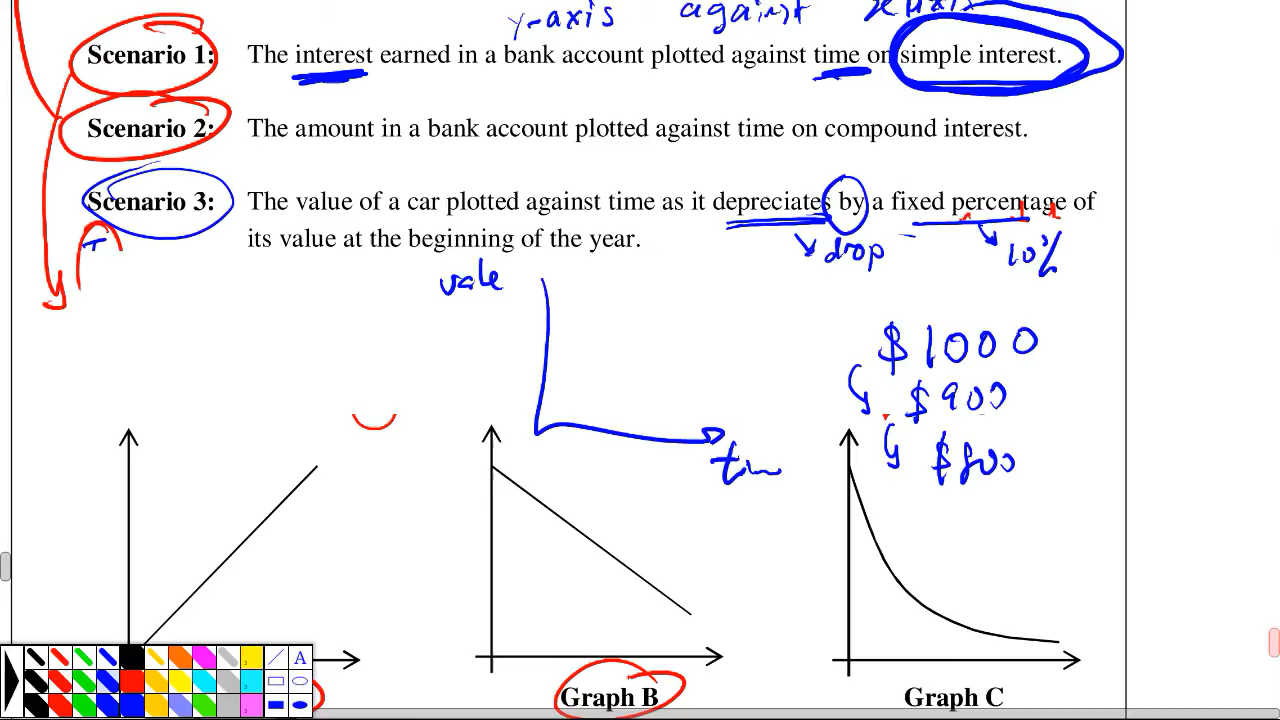 y-axis against x axis
Scenario 1: The interest earned in a bank account plotted against time on simple interest.
Scenario 2: The amount in a bank account plotted against time on compound interest.
Scenario 3: The value of a car plotted against time as it depreciates by a fixed percentage of
its value at the beginning of the year.
drop
10%
$1000
$900
$800
Graph B Graph C
A